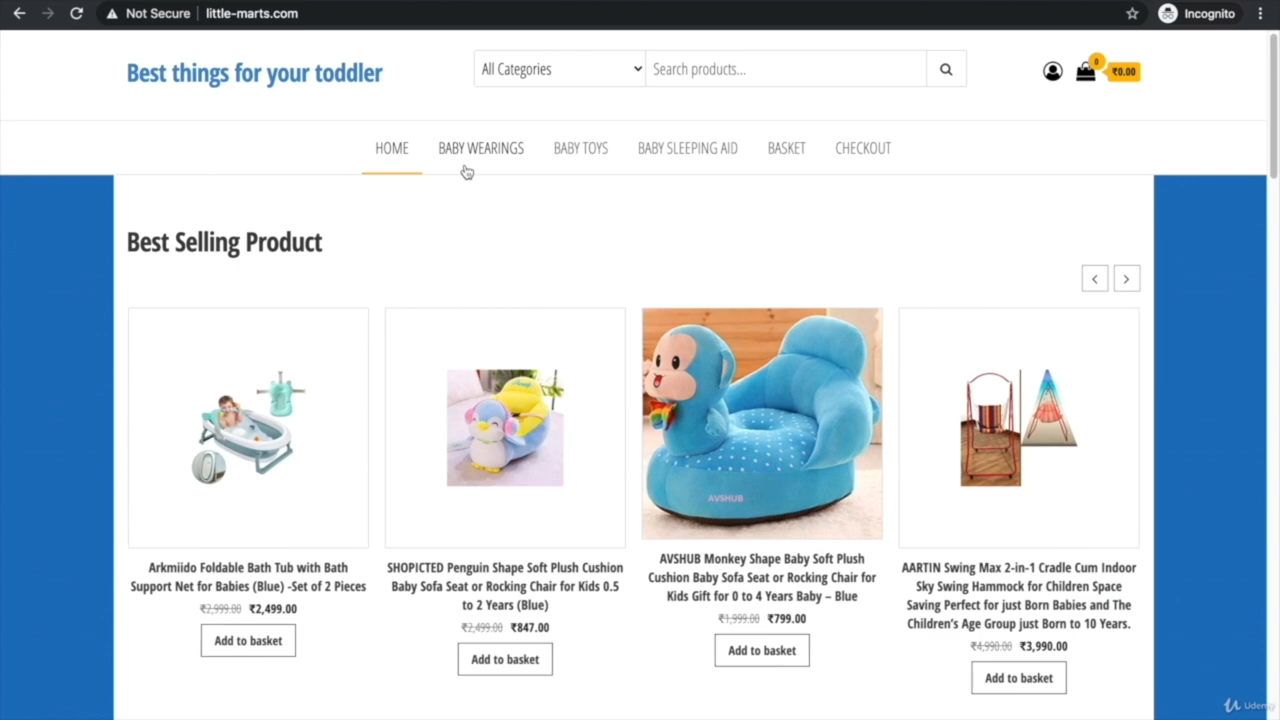 Not Secure
little-marts.com
Incognito
Best things for your toddler
All Categories
Search products...
0
₹0.00
HOME
BABY WEARINGS
BABY TOYS
BABY SLEEPING AID
BASKET
CHECKOUT
Best Selling Product
AVSHUB
Arkmiido Foldable Bath Tub with Bath
Support Net for Babies (Blue) -Set of 2 Pieces
₹2,999.00 ₹2,499.00
Add to basket
SHOPICTED Penguin Shape Soft Plush Cushion
Baby Sofa Seat or Rocking Chair for Kids 0.5
to 2 Years (Blue)
₹2,499.00 ₹847.00
Add to basket
AVSHUB Monkey Shape Baby Soft Plush
Cushion Baby Sofa Seat or Rocking Chair for
Kids Gift for 0 to 4 Years Baby – Blue
₹1,999.00 ₹799.00
Add to basket
AARTIN Swing Max 2-in-1 Cradle Cum Indoor
Sky Swing Hammock for Children Space
Saving Perfect for just Born Babies and The
Children's Age Group just Born to 10 Years.
₹4,990.00 ₹3,990.00
Add to basket
Udemy